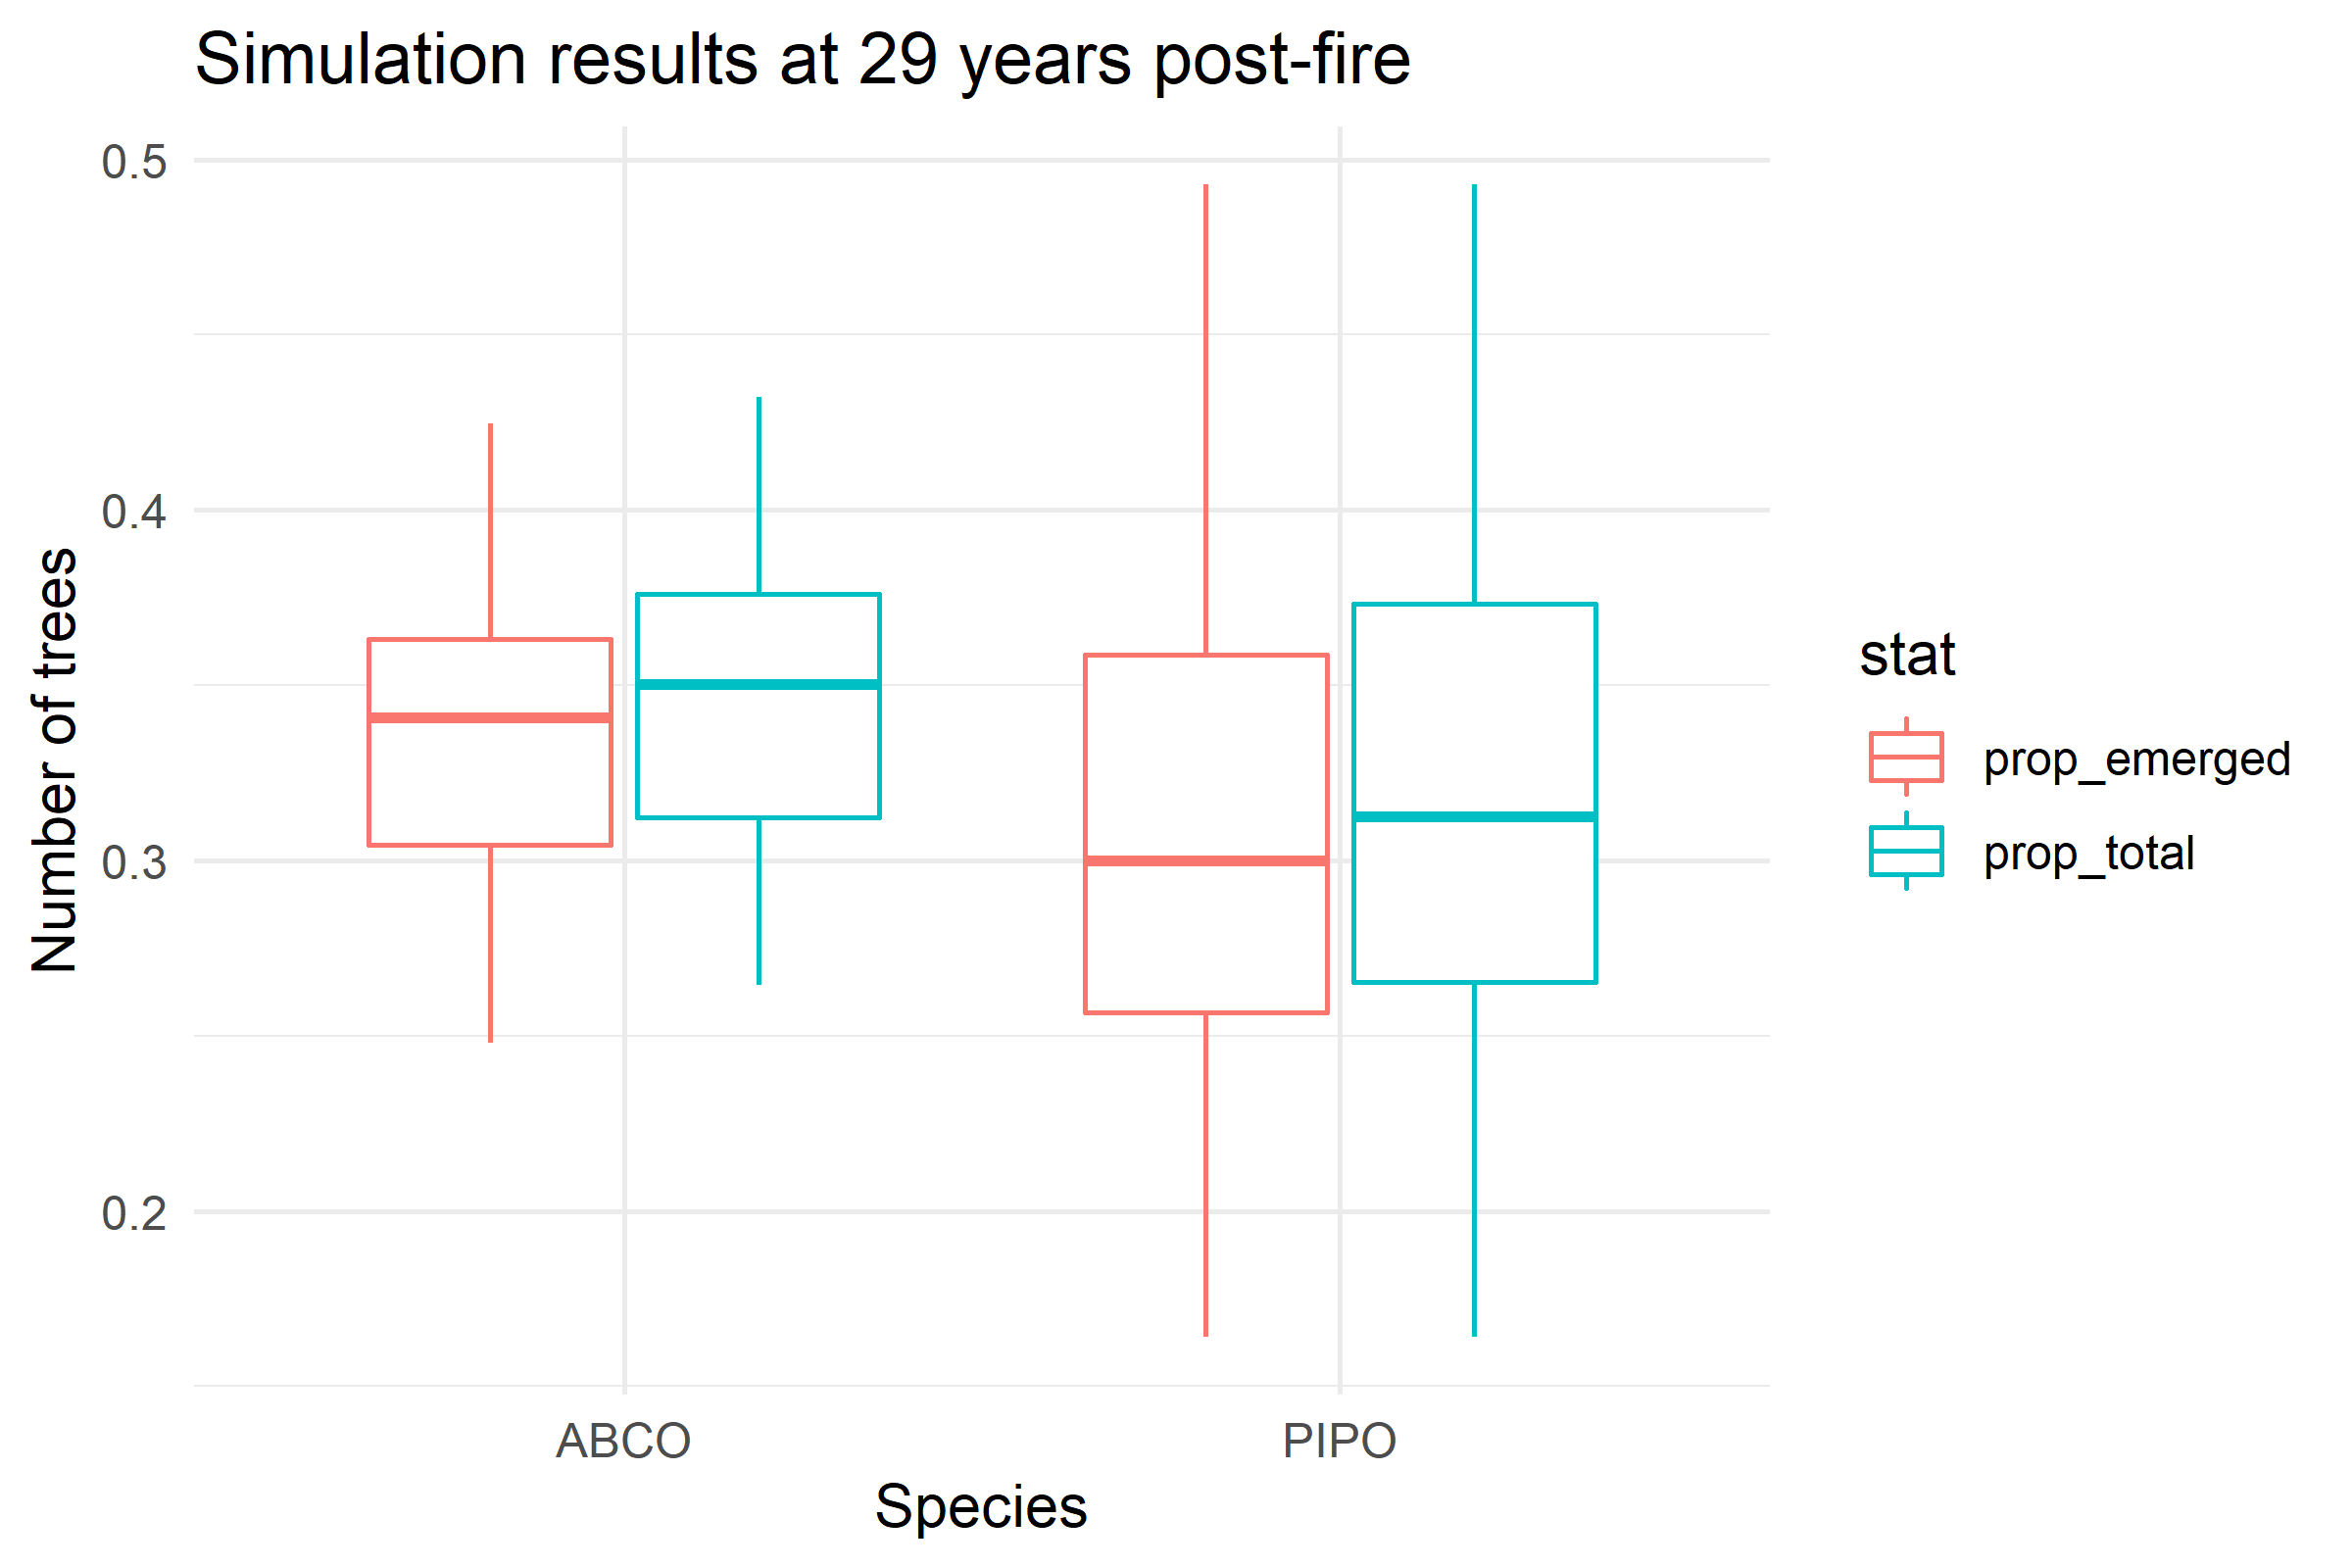 Simulation results at 29 years post-fire
Number of trees
0.5
0.4
0.3
0.2
ABCO
PIPO
Species
stat
prop_emerged
prop_total